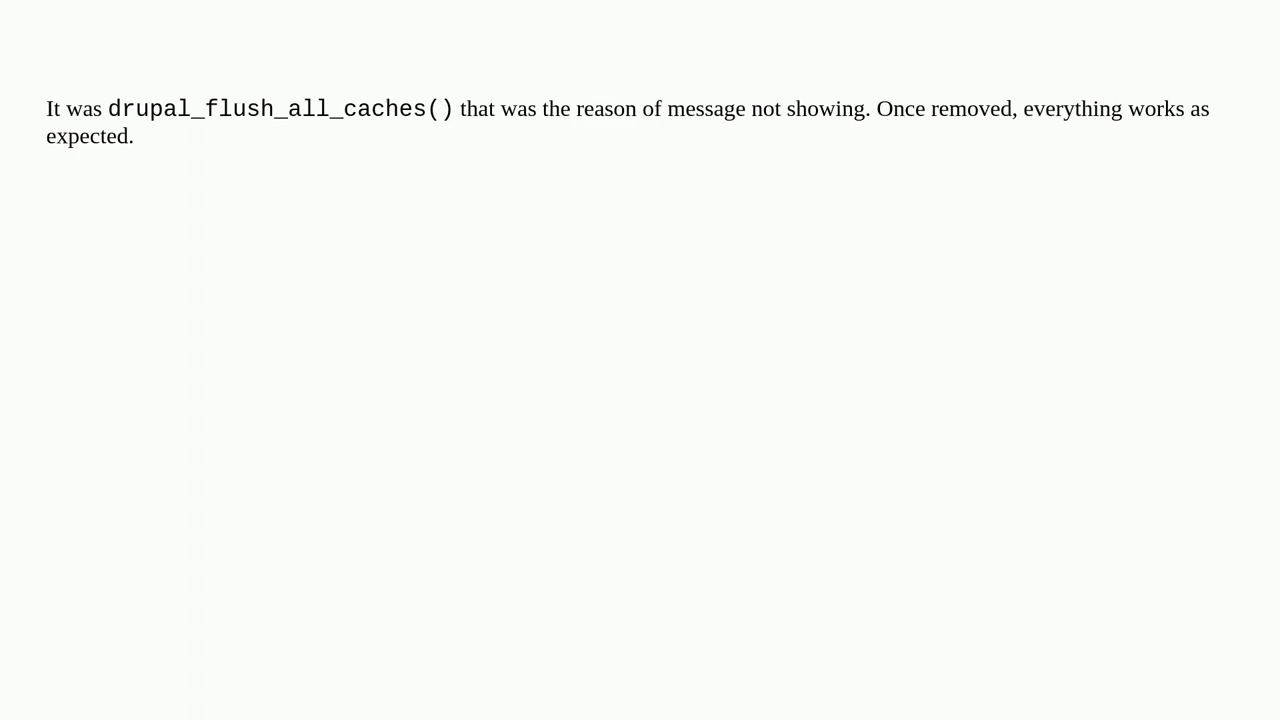 It was drupal_flush_all_caches() that was the reason of message not showing. Once removed, everything works as
expected.